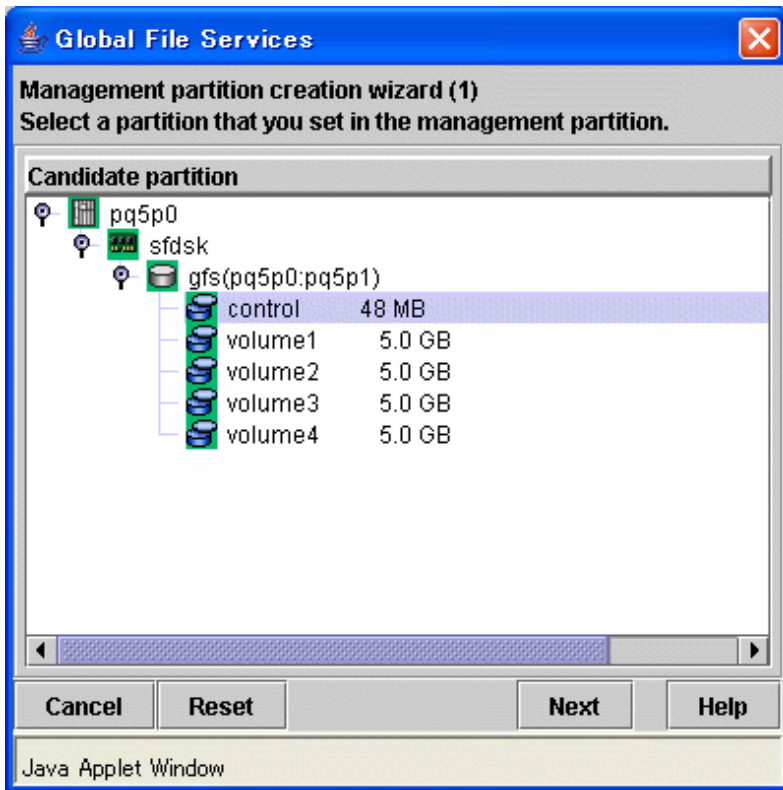 Global File Services
Management partition creation wizard (1)
Select a partition that you set in the management partition.
Candidate partition
pq5p0
sfdsk
gfs(pq5p0:pq5p1)
control 48 MB
volume1 5.0 GB
volume2 5.0 GB
volume3 5.0 GB
volume4 5.0 GB
Cancel Reset Next Help
Java Applet Window